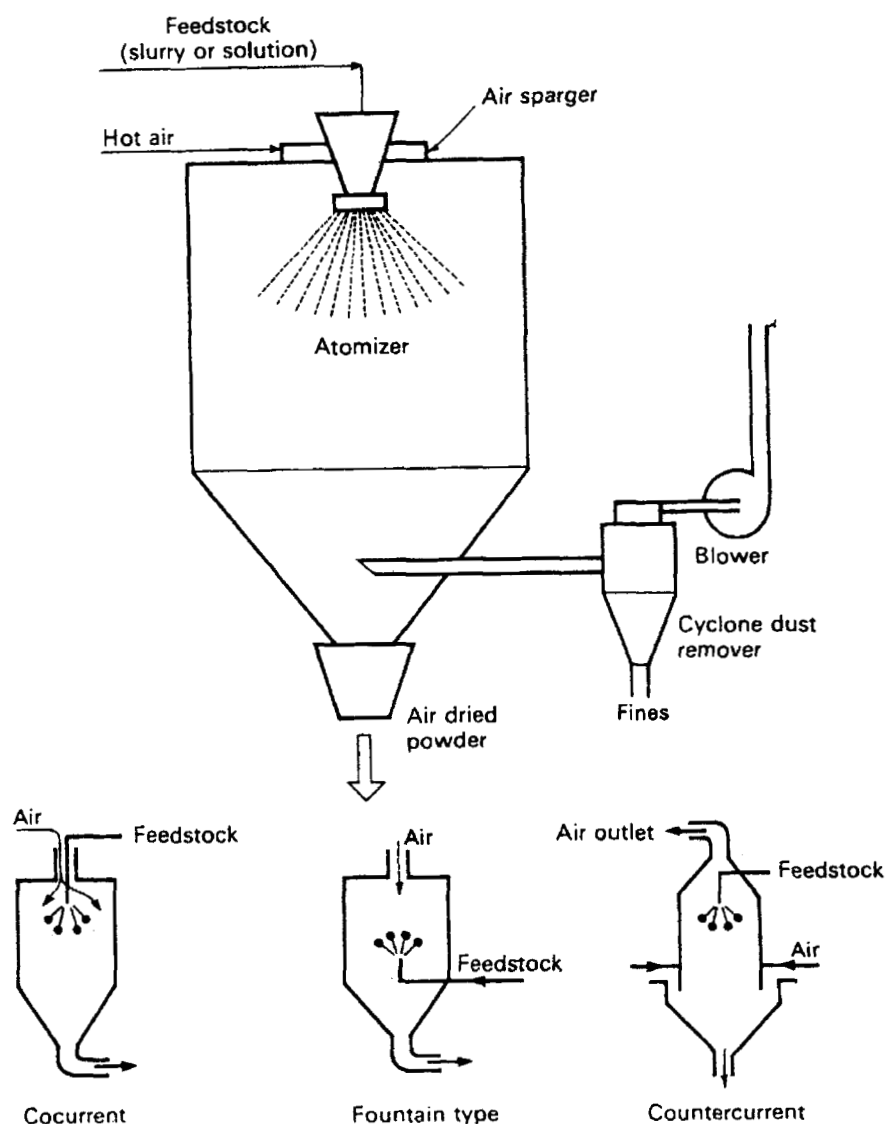 Feedstock
(slurry or solution)
Air sparger
Hot air
Atomizer
Blower
Cyclone dust
remover
Fines
Air dried
powder
Air
Feedstock
Cocurrent
Air
Feedstock
Fountain type
Air outlet
Feedstock
Air
Countercurrent